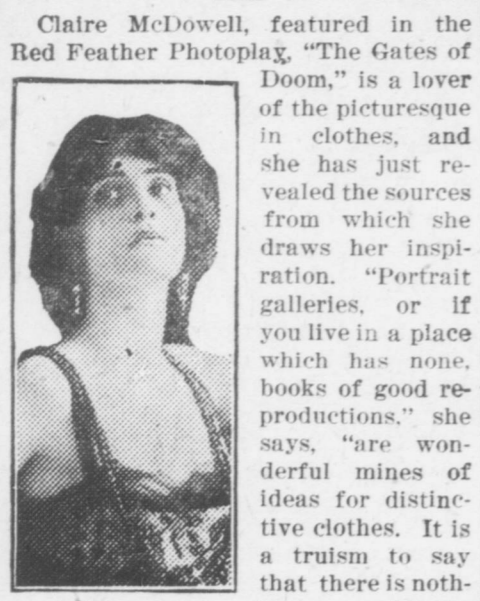 Claire McDowell, featured in the
Red Feather Photoplay, "The Gates of
Doom," is a lover
of the picturesque
in clothes, and
she has just re-
vealed the sources
from which she
draws her inspi-
ration. "Portrait
galleries, or if
you live in a place
which has none,
books of good re-
productions," she
says, "are won-
derful mines of
ideas for distinc-
tive clothes. It is
a truism to say
that there is noth-